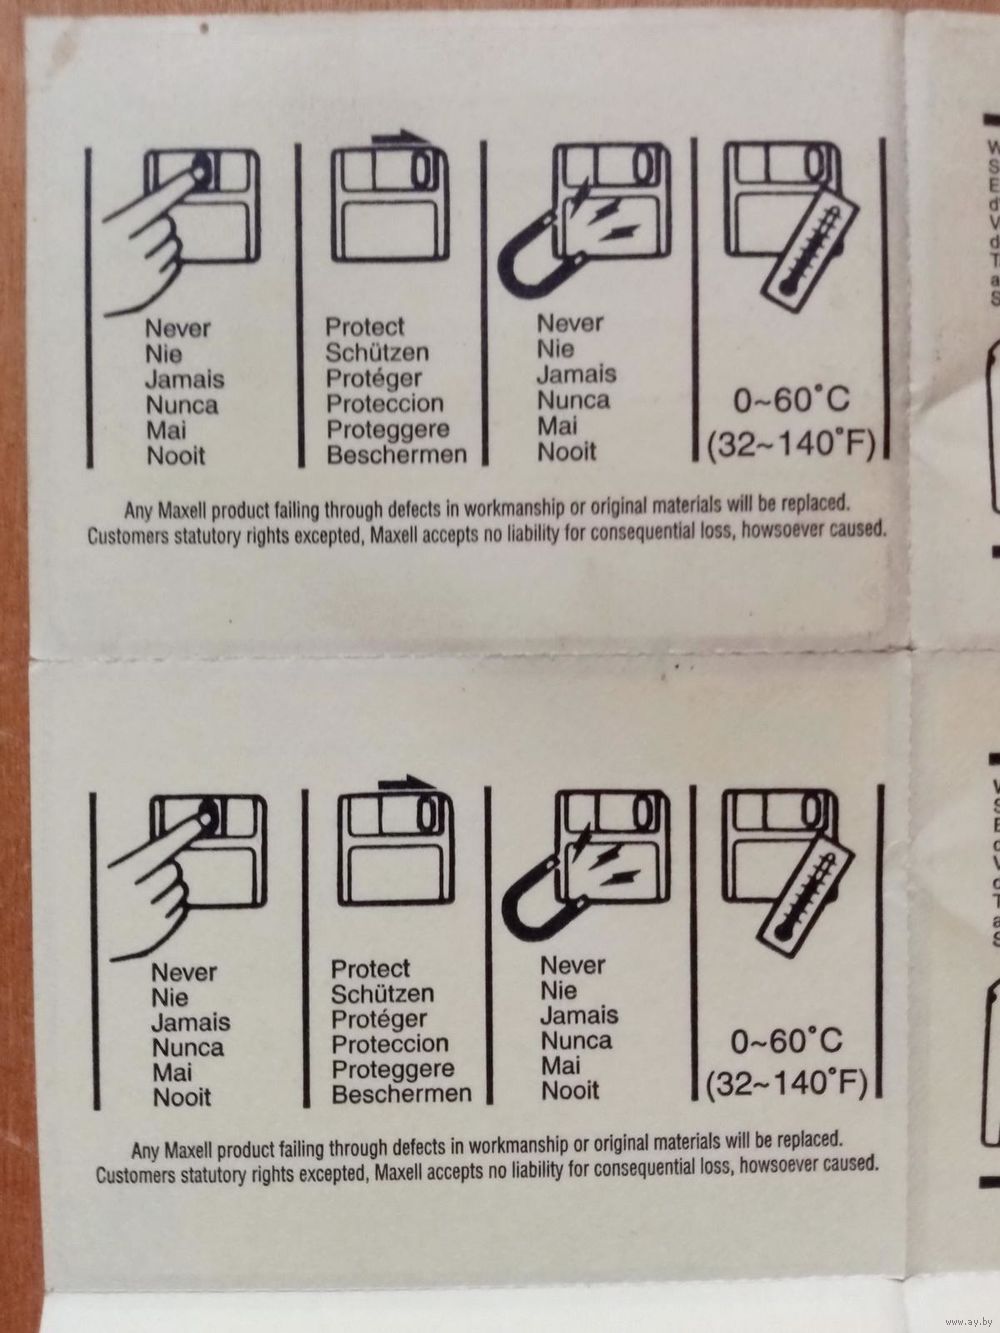 Never
Nie
Jamais
Nunca
Mai
Nooit
Protect
Schützen
Protéger
Proteccion
Proteggere
Beschermen
Never
Nie
Jamais
Nunca
Mai
Nooit
0~60°C
(32~140°F)
Any Maxell product failing through defects in workmanship or original materials will be replaced.
Customers statutory rights excepted, Maxell accepts no liability for consequential loss, howsoever caused.
Never
Nie
Jamais
Nunca
Mai
Nooit
Protect
Schützen
Protéger
Proteccion
Proteggere
Beschermen
Never
Nie
Jamais
Nunca
Mai
Nooit
0~60°C
(32~140°F)
Any Maxell product failing through defects in workmanship or original materials will be replaced.
Customers statutory rights excepted, Maxell accepts no liability for consequential loss, howsoever caused.
www.ay.by